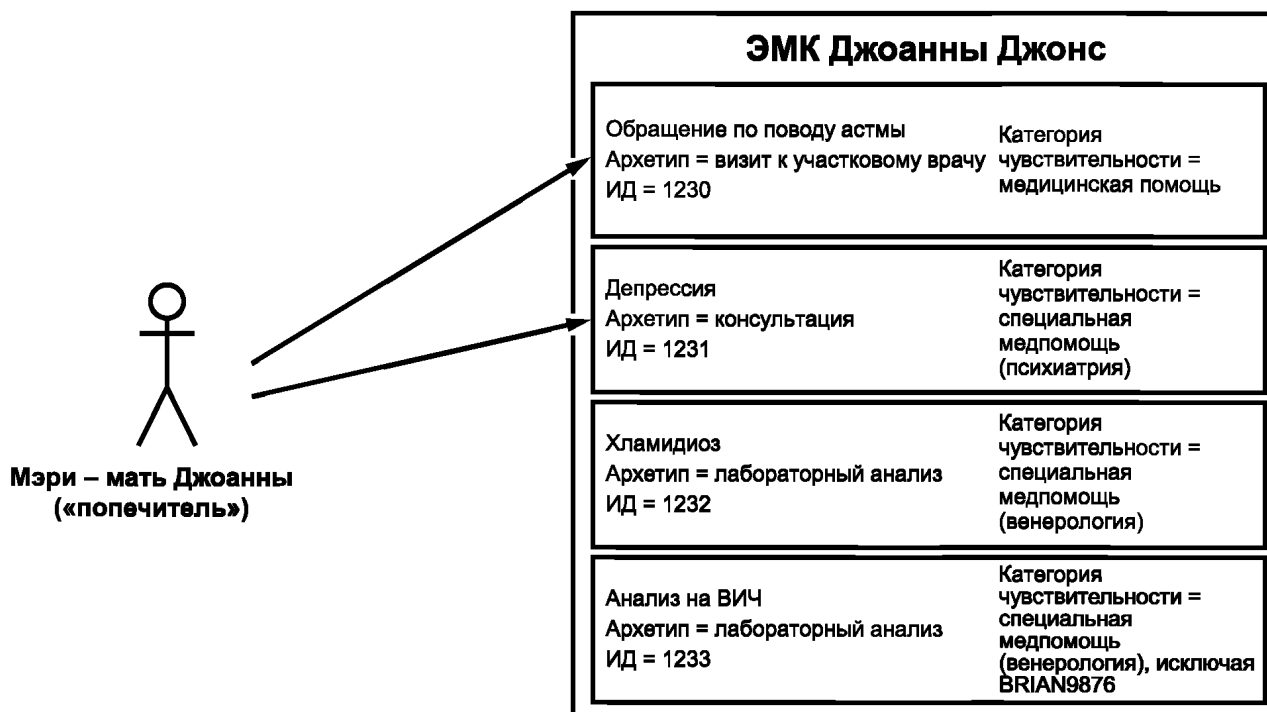 ЭМК Джоанны Джонс
Обращение по поводу астмы
Архетип = визит к участковому врачу
ИД = 1230
Категория
чувствительности =
медицинская помощь
Депрессия
Архетип = консультация
ИД = 1231
Категория
чувствительности =
специальная
медпомощь
(психиатрия)
Мэри – мать Джоанны
(«попечитель»)
Хламидиоз
Архетип = лабораторный анализ
ИД = 1232
Категория
чувствительности =
специальная
медпомощь
(венерология)
Анализ на ВИЧ
Архетип = лабораторный анализ
ИД = 1233
Категория
чувствительности =
специальная
медпомощь
(венерология), исключая
BRIAN9876